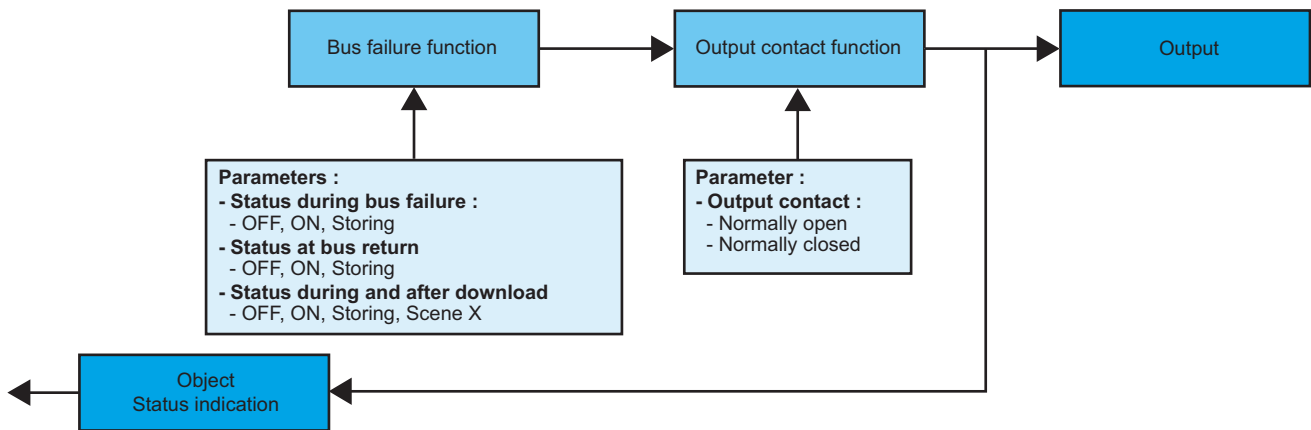 Bus failure function
Output contact function
Output
Parameters :
- Status during bus failure :
- OFF, ON, Storing
- Status at bus return
- OFF, ON, Storing
- Status during and after download
- OFF, ON, Storing, Scene X
Parameter :
- Output contact :
- Normally open
- Normally closed
Object
Status indication